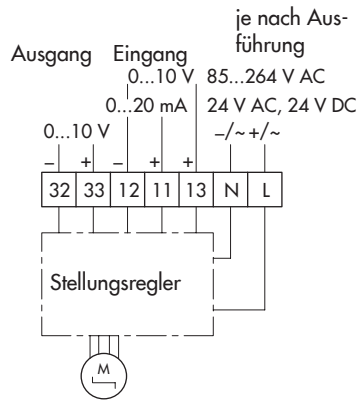 je nach Aus-
führung
Ausgang Eingang
0...10 V 85...264 V AC
0...20 mA 24 V AC, 24 V DC
0...10 V –/~ +/~
– + – + +
32 33 12 11 13 N L
Stellungsregler
M